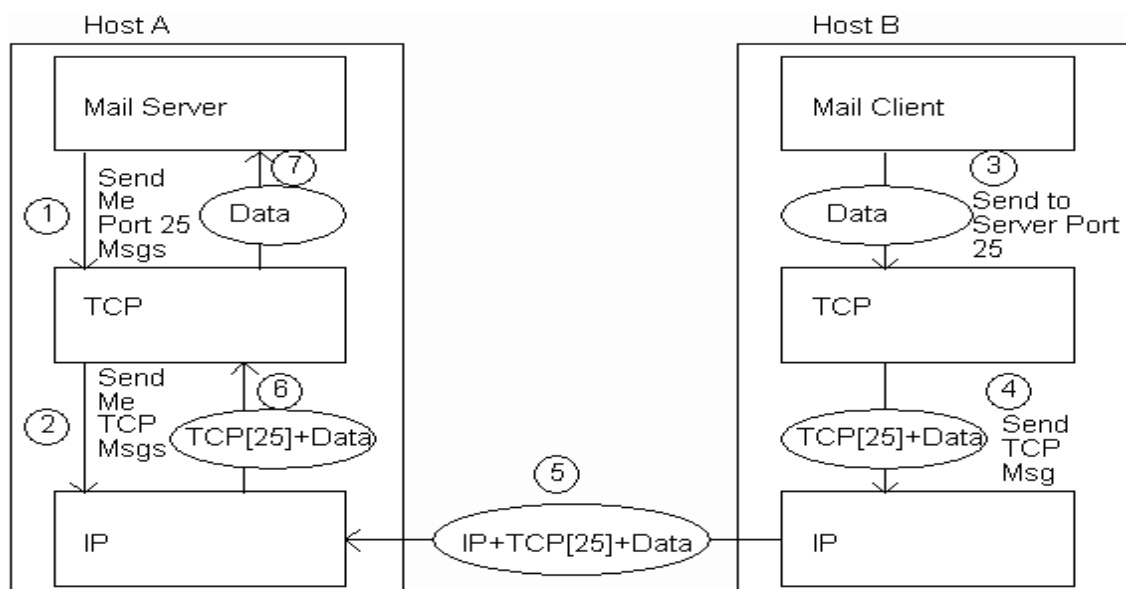 Host A
Host B
Mail Server
Mail Client
1
Send
Me
Port 25
Msgs
7
Data
3
Data
Send to
Server Port
25
TCP
TCP
2
Send
Me
TCP
Msgs
6
TCP[25]+Data
4
TCP[25]+Data
Send
TCP
Msg
5
IP
IP+TCP[25]+Data
IP